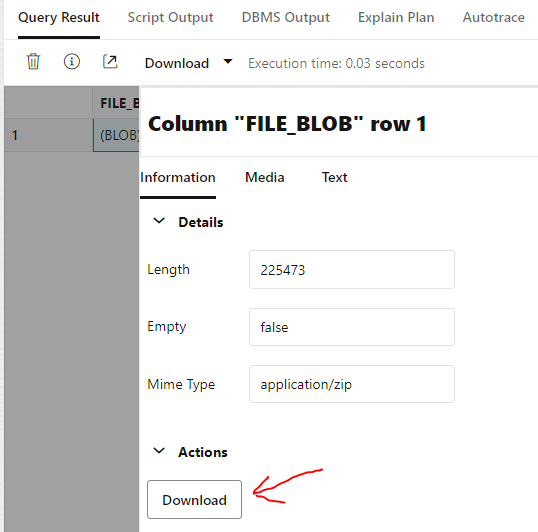 Query Result Script Output DBMS Output Explain Plan Autotrace
Download Execution time: 0.03 seconds
FILE_B
1 (BLOB)
Column "FILE_BLOB" row 1
Information Media Text
Details
Length 225473
Empty false
Mime Type application/zip
Actions
Download